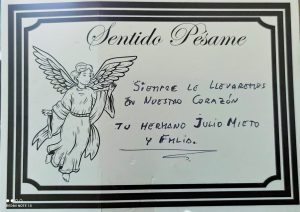 Sentido Pésame
SIEMPRE LE LLEVAREMOS
EN NUESTRO CORAZÓN
TU HERMANO JULIO NIETO
Y FMLIA.